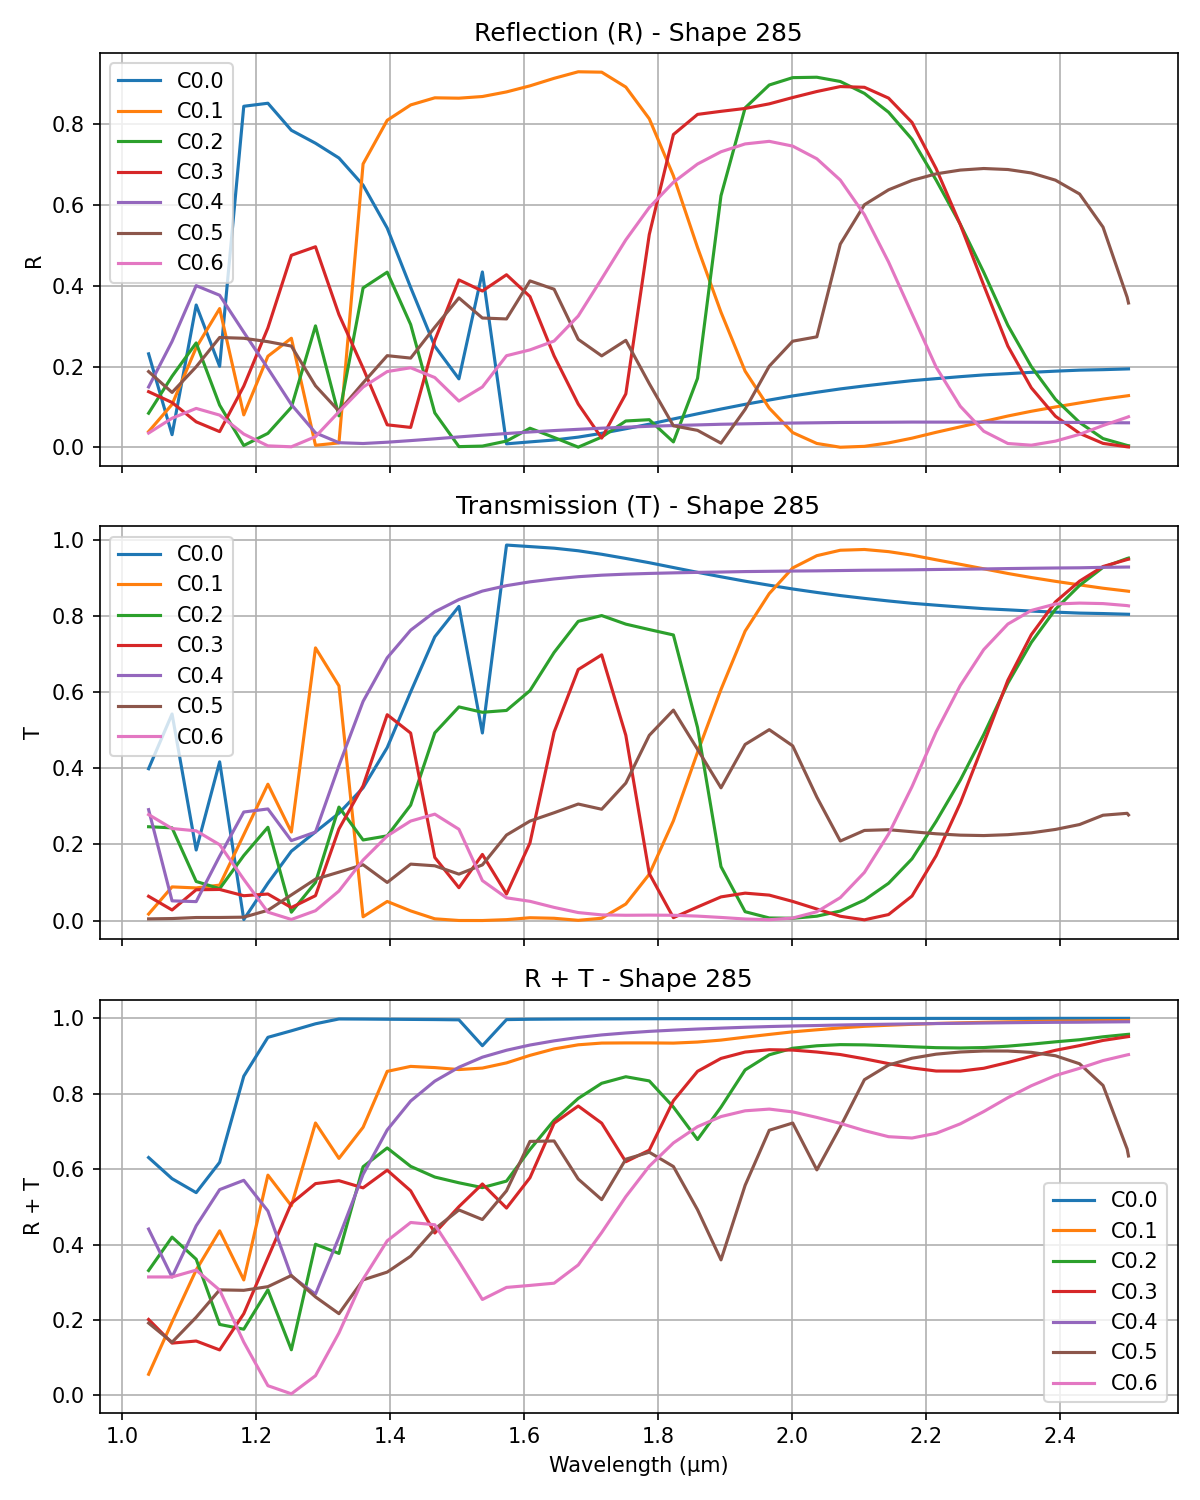 Reflection (R) - Shape 285
C0.0
C0.1
C0.2
C0.3
C0.4
C0.5
C0.6
R
0.8
0.6
0.4
0.2
0.0
Transmission (T) - Shape 285
C0.0
C0.1
C0.2
C0.3
C0.4
C0.5
C0.6
T
1.0
0.8
0.6
0.4
0.2
0.0
R + T - Shape 285
R + T
1.0
0.8
0.6
0.4
0.2
0.0
C0.0
C0.1
C0.2
C0.3
C0.4
C0.5
C0.6
1.0 1.2 1.4 1.6 1.8 2.0 2.2 2.4
Wavelength (μm)